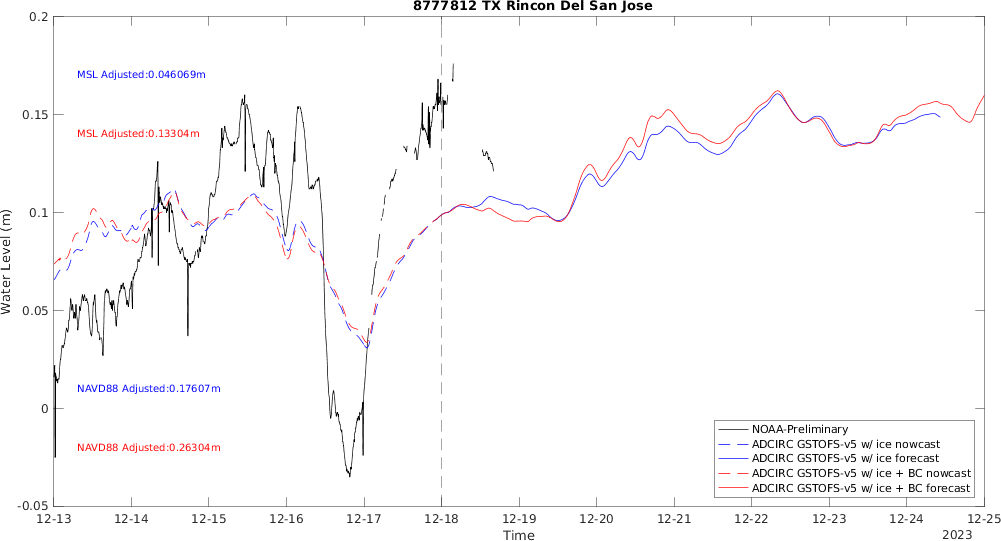 8777812 TX Rincon Del San Jose
0.2
0.15
0.1
0.05
0
-0.05
Water Level (m)
MSL Adjusted:0.046069m
MSL Adjusted:0.13304m
NAVD88 Adjusted:0.17607m
NAVD88 Adjusted:0.26304m
NOAA-Preliminary
ADCIRC GSTOFS-v5 w/ ice nowcast
ADCIRC GSTOFS-v5 w/ ice forecast
ADCIRC GSTOFS-v5 w/ ice + BC nowcast
ADCIRC GSTOFS-v5 w/ ice + BC forecast
12-13 12-14 12-15 12-16 12-17 12-18 12-19 12-20 12-21 12-22 12-23 12-24 12-25
Time
2023